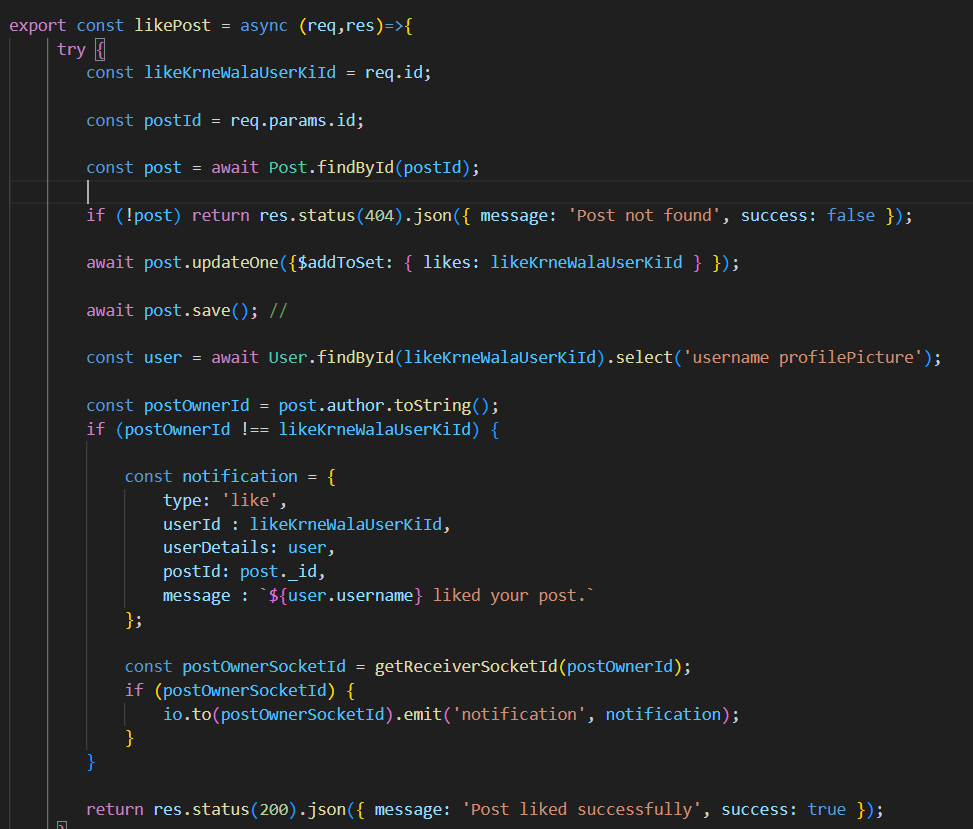 export const likePost = async (req,res)=>{
try {
const likeKrneWalaUserKiId = req.id;
const postId = req.params.id;
const post = await Post.findById(postId);
if (!post) return res.status(404).json({ message: 'Post not found', success: false });
await post.updateOne({$addToSet: { likes: likeKrneWalaUserKiId } });
await post.save(); //
const user = await User.findById(likeKrneWalaUserKiId).select('username profilePicture');
const postOwnerId = post.author.toString();
if (postOwnerId !== likeKrneWalaUserKiId) {
const notification = {
type: 'like',
userId : likeKrneWalaUserKiId,
userDetails: user,
postId: post._id,
message : `${user.username} liked your post.`
};
const postOwnerSocketId = getReceiverSocketId(postOwnerId);
if (postOwnerSocketId) {
io.to(postOwnerSocketId).emit('notification', notification);
}
}
return res.status(200).json({ message: 'Post liked successfully', success: true });